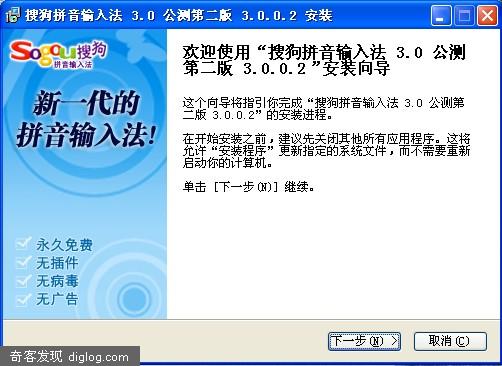 搜狗拼音输入法 3.0 公测第二版 3.0.0.2 安装
Sogou搜狗
拼音输入法
新一代的
拼音输入法!
永久免费
无插件
无病毒
无广告
欢迎使用“搜狗拼音输入法 3.0 公测
第二版 3.0.0.2”安装向导
这个向导将指引你完成“搜狗拼音输入法 3.0 公测第
二版 3.0.0.2”的安装进程。
在开始安装之前,建议先关闭其他所有应用程序。这将
允许“安装程序”更新指定的系统文件,而不需要重新
启动你的计算机。
单击 [下一步(N)] 继续。
下一步(N) >
取消(C)
奇客发现 diglog.com